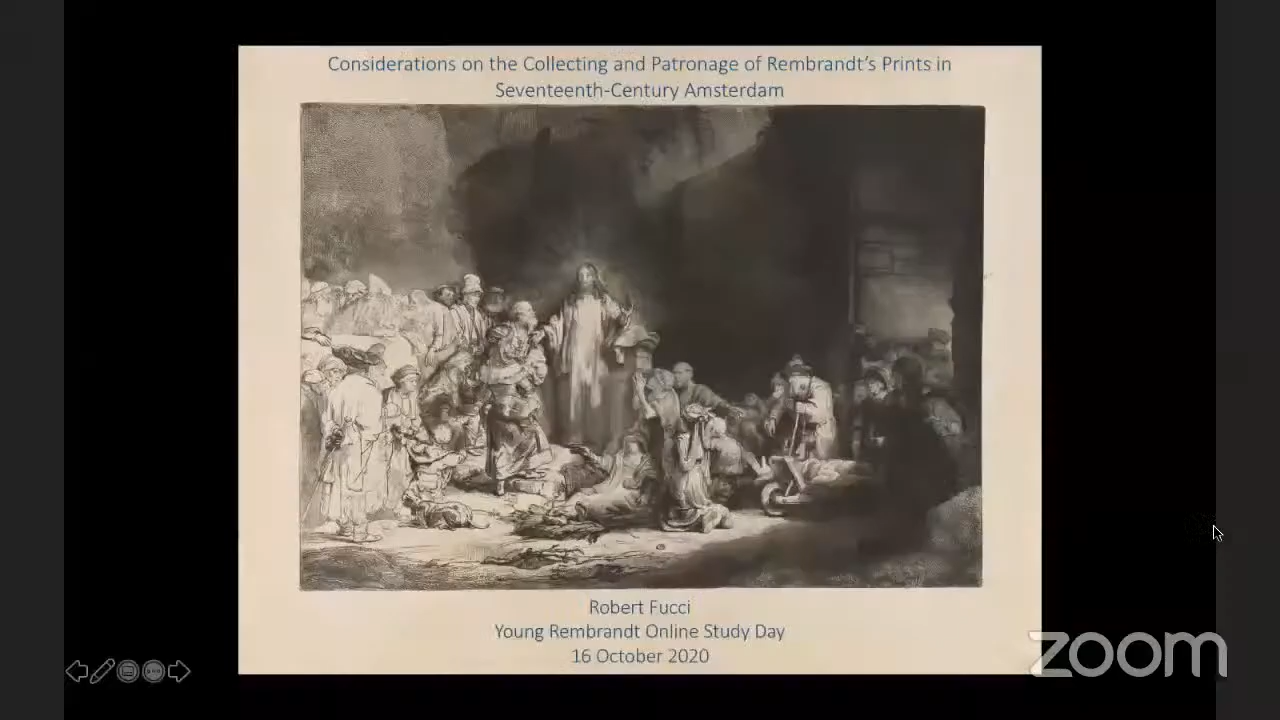 Considerations on the Collecting and Patronage of Rembrandt's Prints in
Seventeenth-Century Amsterdam
Robert Fucci
Young Rembrandt Online Study Day
16 October 2020
zoom